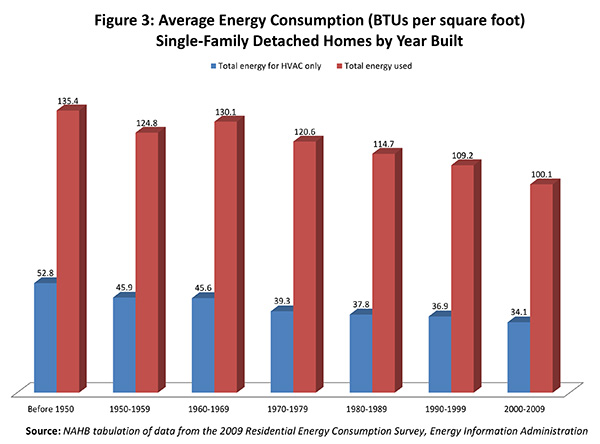 Figure 3: Average Energy Consumption (BTUs per square foot)
Single-Family Detached Homes by Year Built
Total energy for HVAC only Total energy used
135.4
124.8
130.1
120.6
114.7
109.2
100.1
52.8
45.9
45.6
39.3
37.8
36.9
34.1
Before 1950 1950-1959 1960-1969 1970-1979 1980-1989 1990-1999 2000-2009
Source: NAHB tabulation of data from the 2009 Residential Energy Consumption Survey, Energy Information Administration